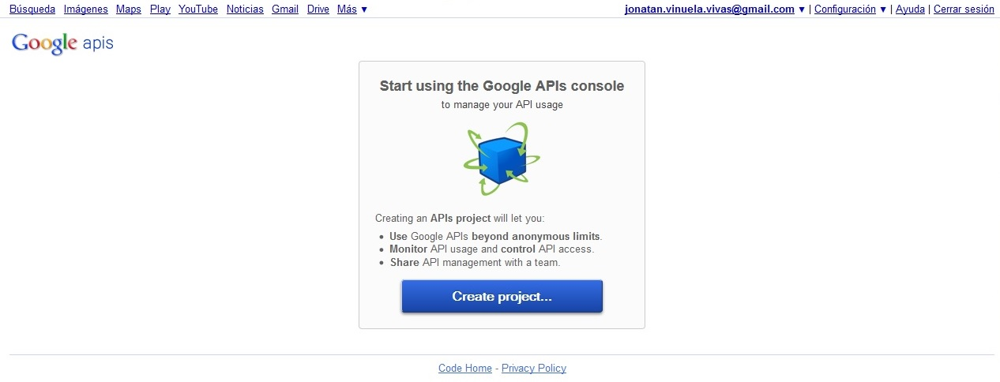 Búsqueda Imágenes Maps Play YouTube Noticias Gmail Drive Más ▼ jonatan.vinuela.vivas@gmail.com ▼ | Configuración ▼ | Ayuda | Cerrar sesión
Google apis
Start using the Google APIs console
to manage your API usage
Creating an APIs project will let you:
• Use Google APIs beyond anonymous limits.
• Monitor API usage and control API access.
• Share API management with a team.
Create project...
Code Home - Privacy Policy